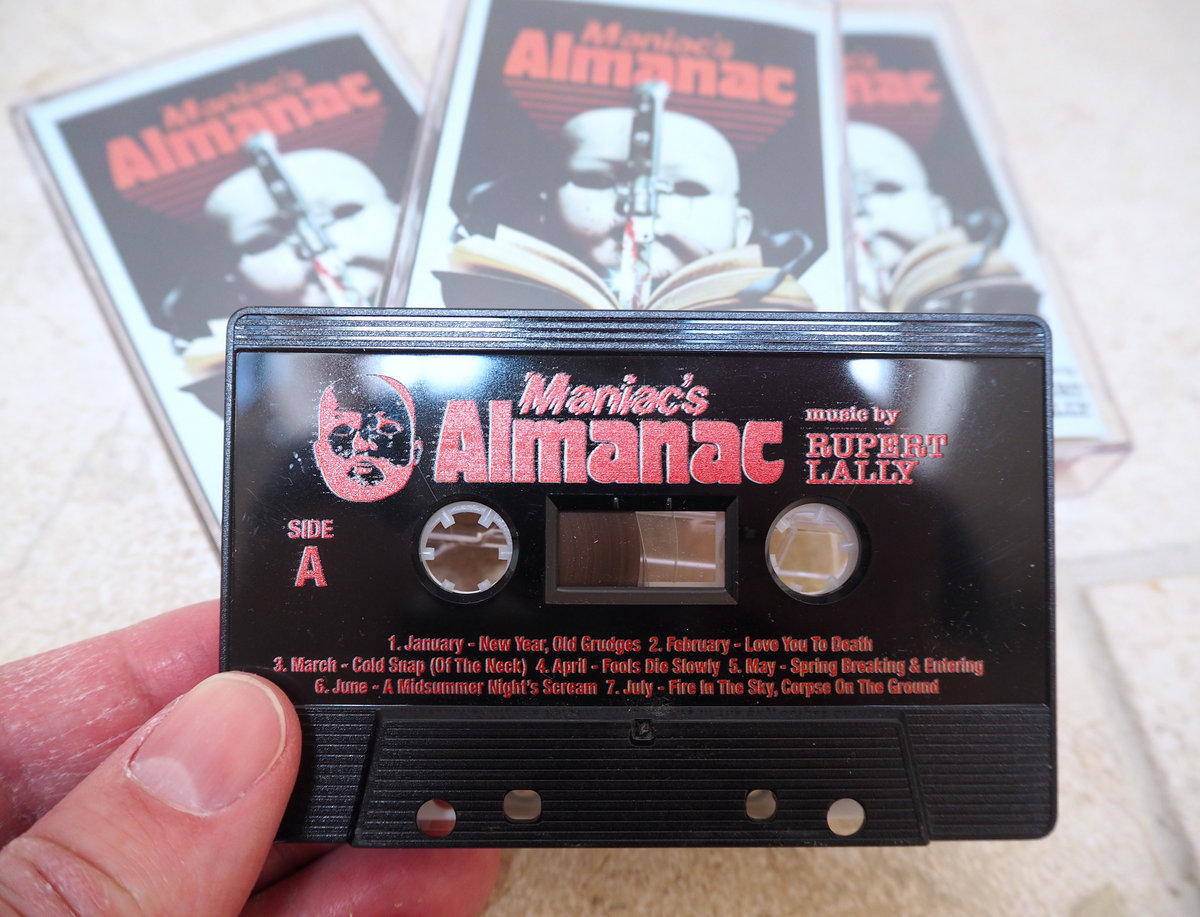 Maniac's
Almanac
Maniac's
Almanac
Maniac's
Almanac
music by
RUPERT
LALLY
SIDE
A
1. January - New Year, Old Grudges 2. February - Love You To Death
3. March - Cold Snap (Of The Neck) 4. April - Fools Die Slowly 5. May - Spring Breaking & Entering
6. June - A Midsummer Night's Scream 7. July - Fire In The Sky, Corpse On The Ground